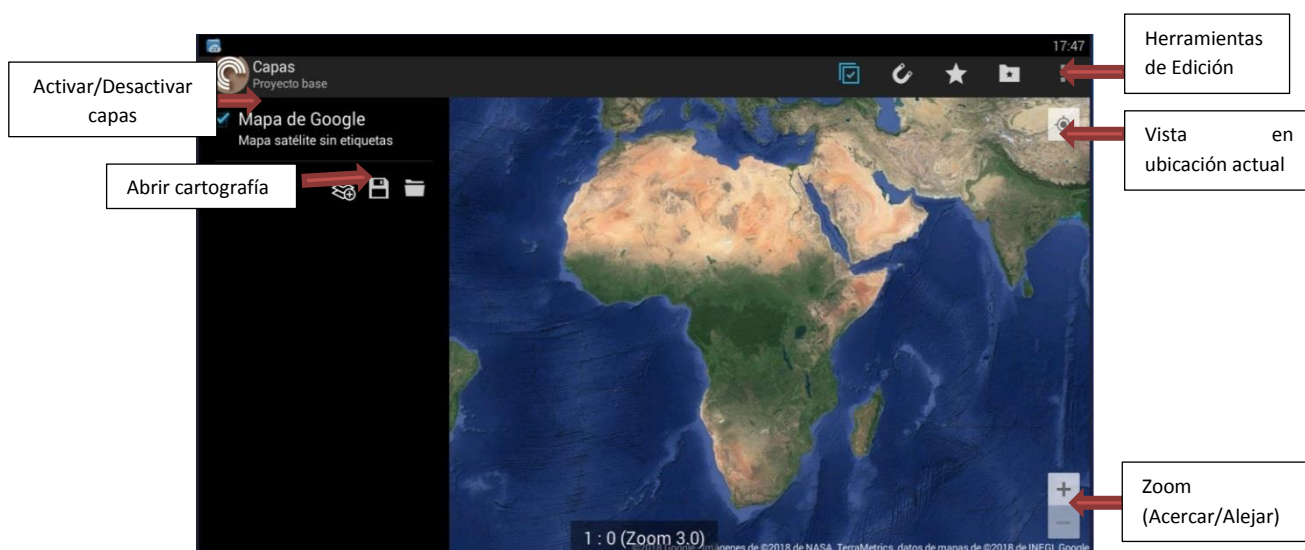 17:47
Herramientas
de Edición
Capas
Proyecto base
Activar/Desactivar
capas
Mapa de Google
Mapa satélite sin etiquetas
Vista en
ubicación actual
Abrir cartografía
Zoom
(Acercar/Alejar)
1 : 0 (Zoom 3.0)
©2018 Google - Imágenes de ©2018 de NASA, TerraMetrics, datos de mapas de ©2018 de INEGI, Google